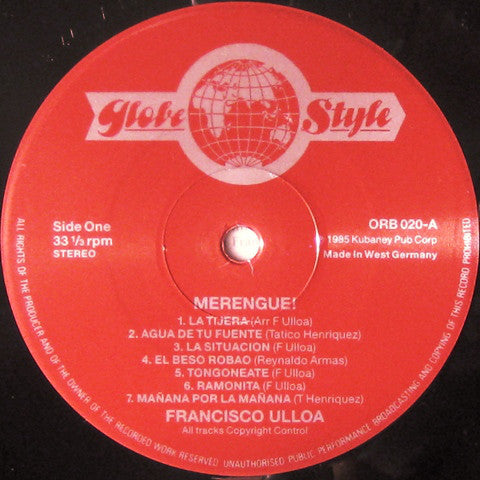 Globe Style
Side One
33 ⅓ rpm
STEREO
ORB 020-A
℗ 1985 Kubaney Pub Corp
Made in West Germany
MERENGUE!
1. LA TIJERA (Arr F Ulloa)
2. AGUA DE TU FUENTE (Tatico Henriquez)
3. LA SITUACION (F Ulloa)
4. EL BESO ROBAO (Reynaldo Armas)
5. TONGONEATE (F Ulloa)
6. RAMONITA (F Ulloa)
7. MAÑANA POR LA MAÑANA (T Henriquez)
FRANCISCO ULLOA
All tracks Copyright Control
ALL RIGHTS OF THE PRODUCER AND OF THE OWNER OF THE RECORDED WORK RESERVED UNAUTHORISED PUBLIC PERFORMANCE BROADCASTING AND COPYING OF THIS RECORD PROHIBITED